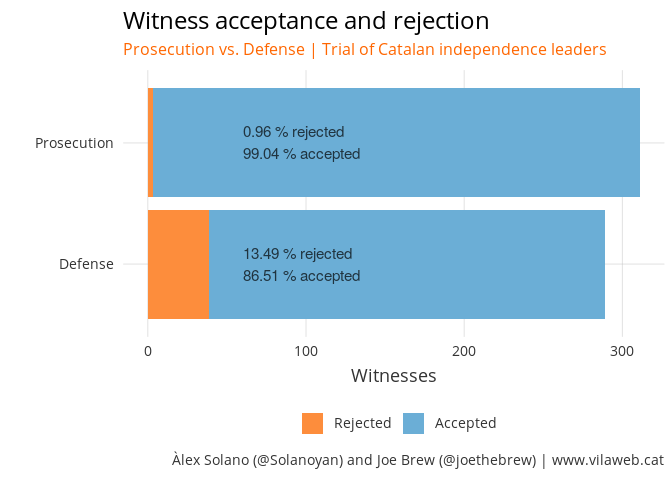 Witness acceptance and rejection
Prosecution vs. Defense | Trial of Catalan independence leaders
Prosecution
0.96 % rejected
99.04 % accepted
Defense
13.49 % rejected
86.51 % accepted
0 100 200 300
Witnesses
Rejected Accepted
Àlex Solano (@Solanoyan) and Joe Brew (@joethebrew) | www.vilaweb.cat